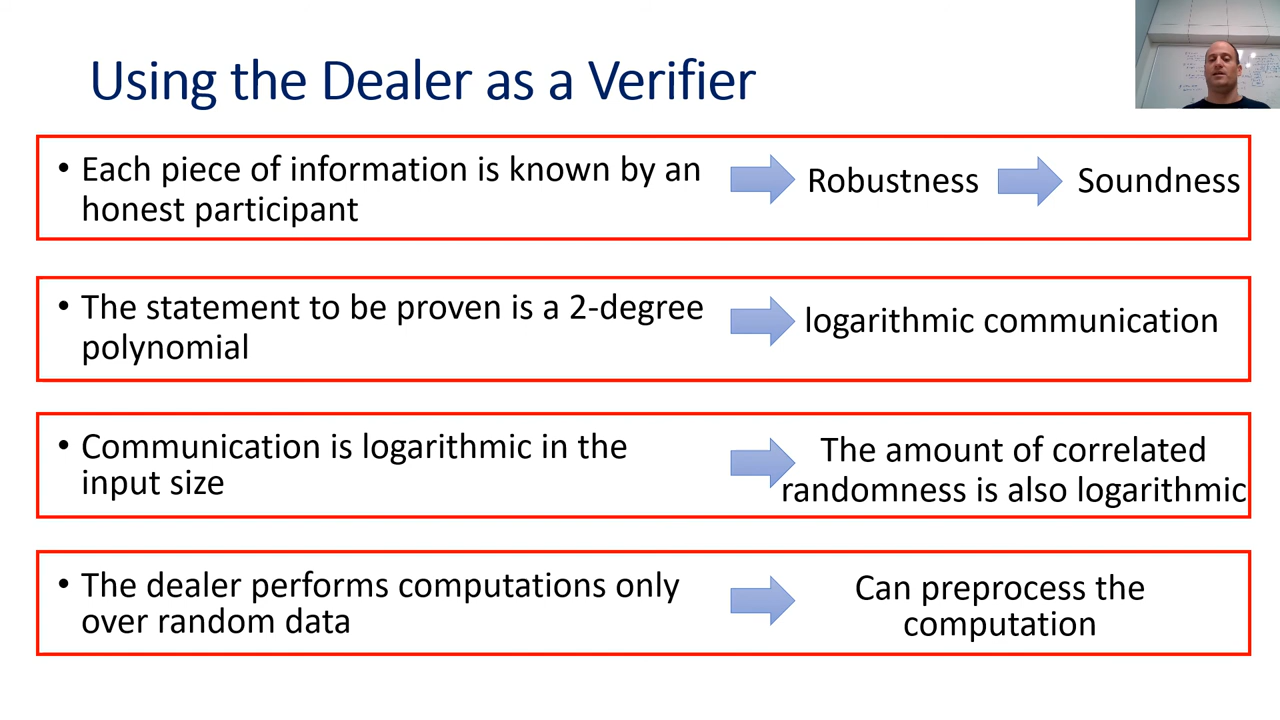 Using the Dealer as a Verifier
• Each piece of information is known by an
honest participant
Robustness
Soundness
• The statement to be proven is a 2-degree
polynomial
logarithmic communication
• Communication is logarithmic in the
input size
The amount of correlated
randomness is also logarithmic
• The dealer performs computations only
over random data
Can preprocess the
computation